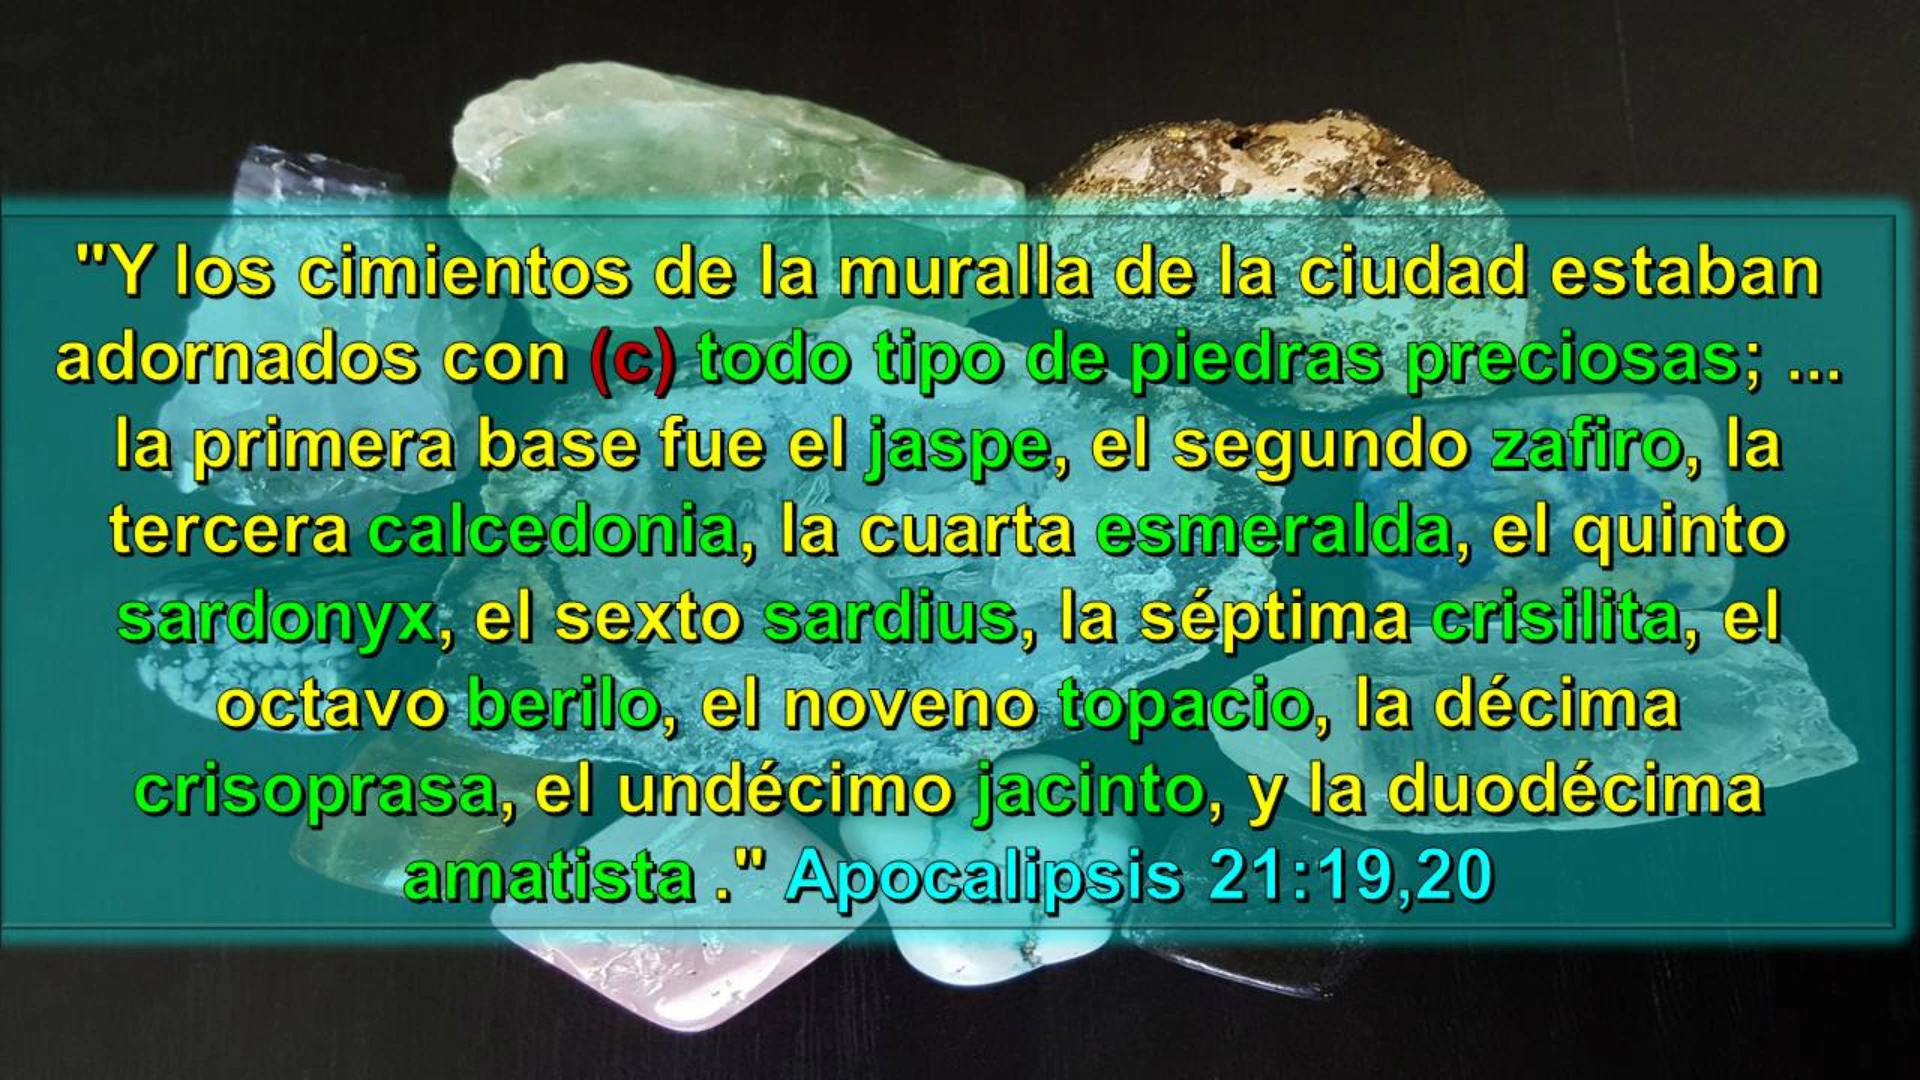 "Y los cimientos de la muralla de la ciudad estaban
adornados con (c) todo tipo de piedras preciosas; ...
la primera base fue el jaspe, el segundo zafiro, la
tercera calcedonia, la cuarta esmeralda, el quinto
sardonyx, el sexto sardius, la séptima crisilita, el
octavo berilo, el noveno topacio, la décima
crisoprasa, el undécimo jacinto, y la duodécima
amatista ." Apocalipsis 21:19,20